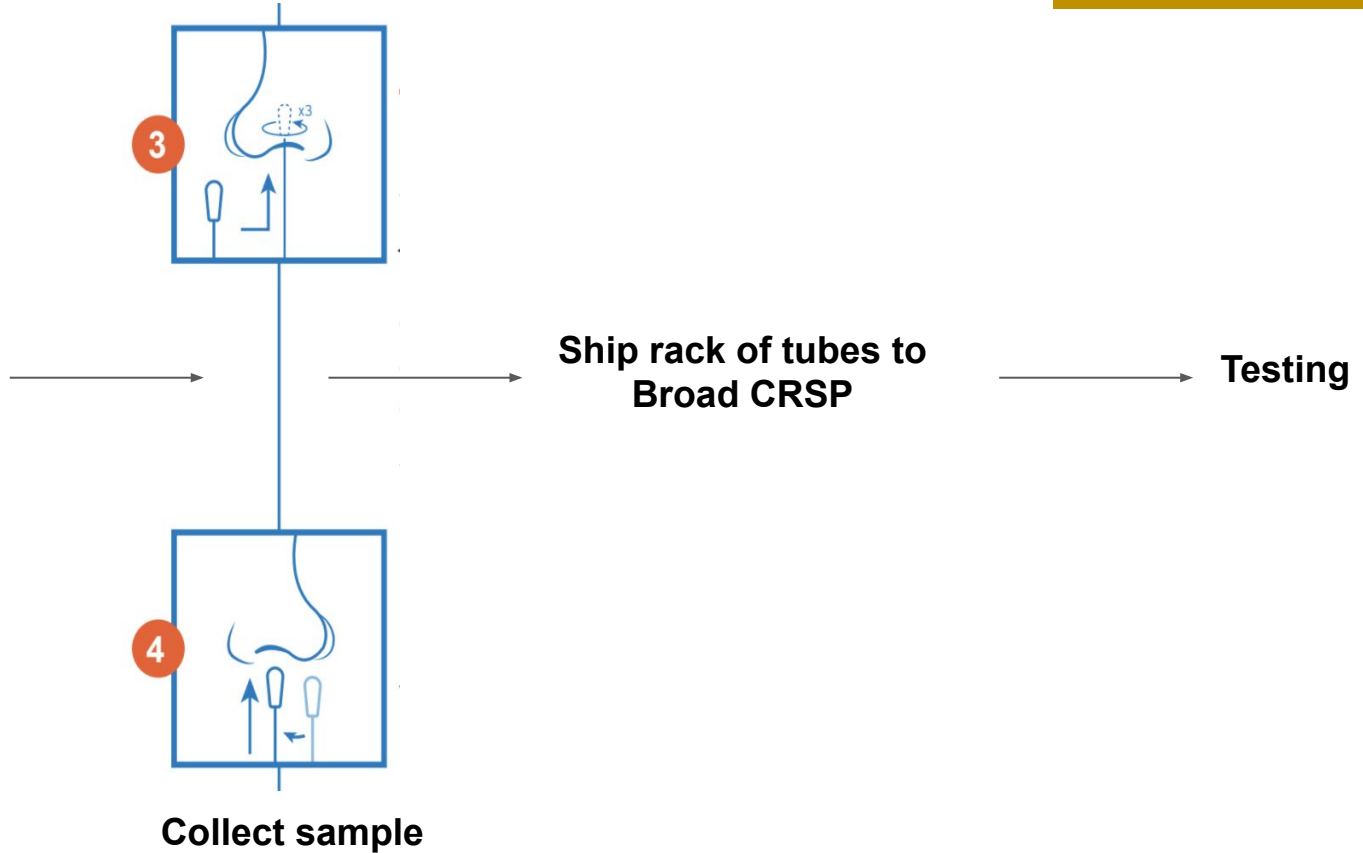 3
x3
4
Collect sample
Ship rack of tubes to
Broad CRSP
Testing